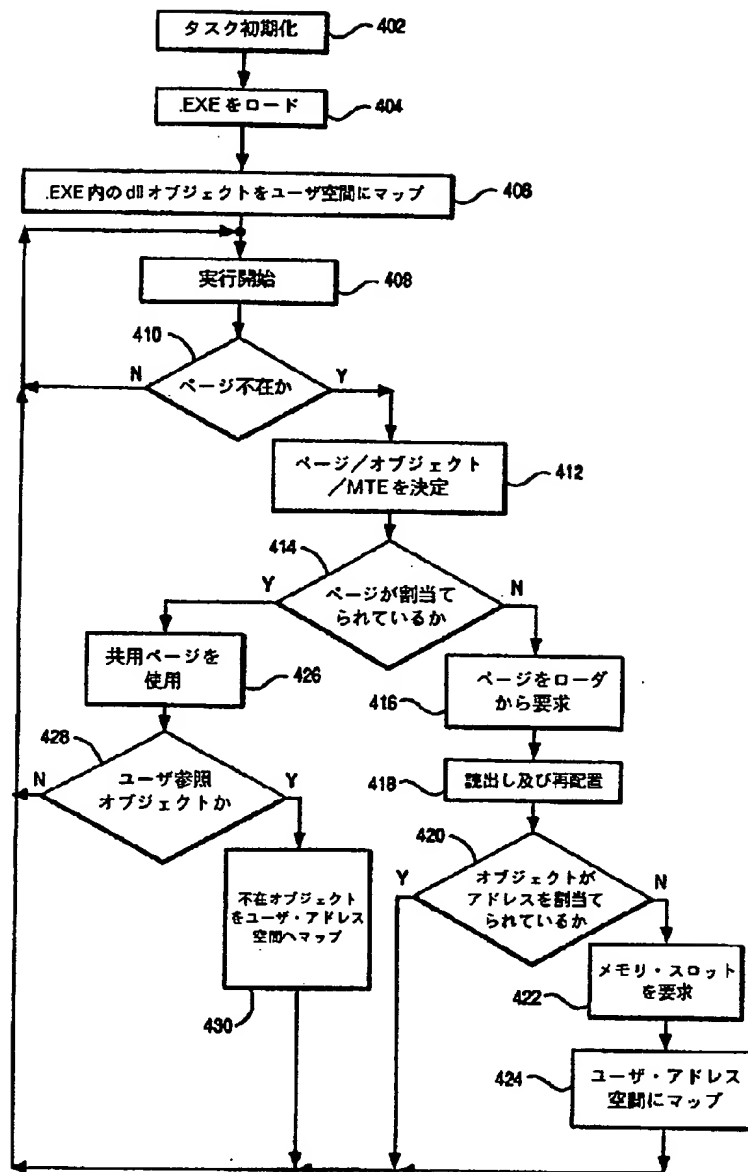 タスク初期化
402
.EXEをロード
404
.EXE内のdllオブジェクトをユーザ空間にマップ
406
実行開始
408
410
N
ページ不在か
Y
ページ/オブジェクト
/MTEを決定
412
414
Y
ページが割当て
られているか
N
共用ページを
使用
426
ページをローダ
から要求
416
428
N
ユーザ参照
オブジェクトか
Y
418
読出し及び再配置
420
Y
オブジェクトが
アドレスを割当て
られているか
N
不在オブジェクト
をユーザ・アドレス
空間へマップ
430
メモリ・スロット
を要求
422
424
ユーザ・アドレス
空間にマップ